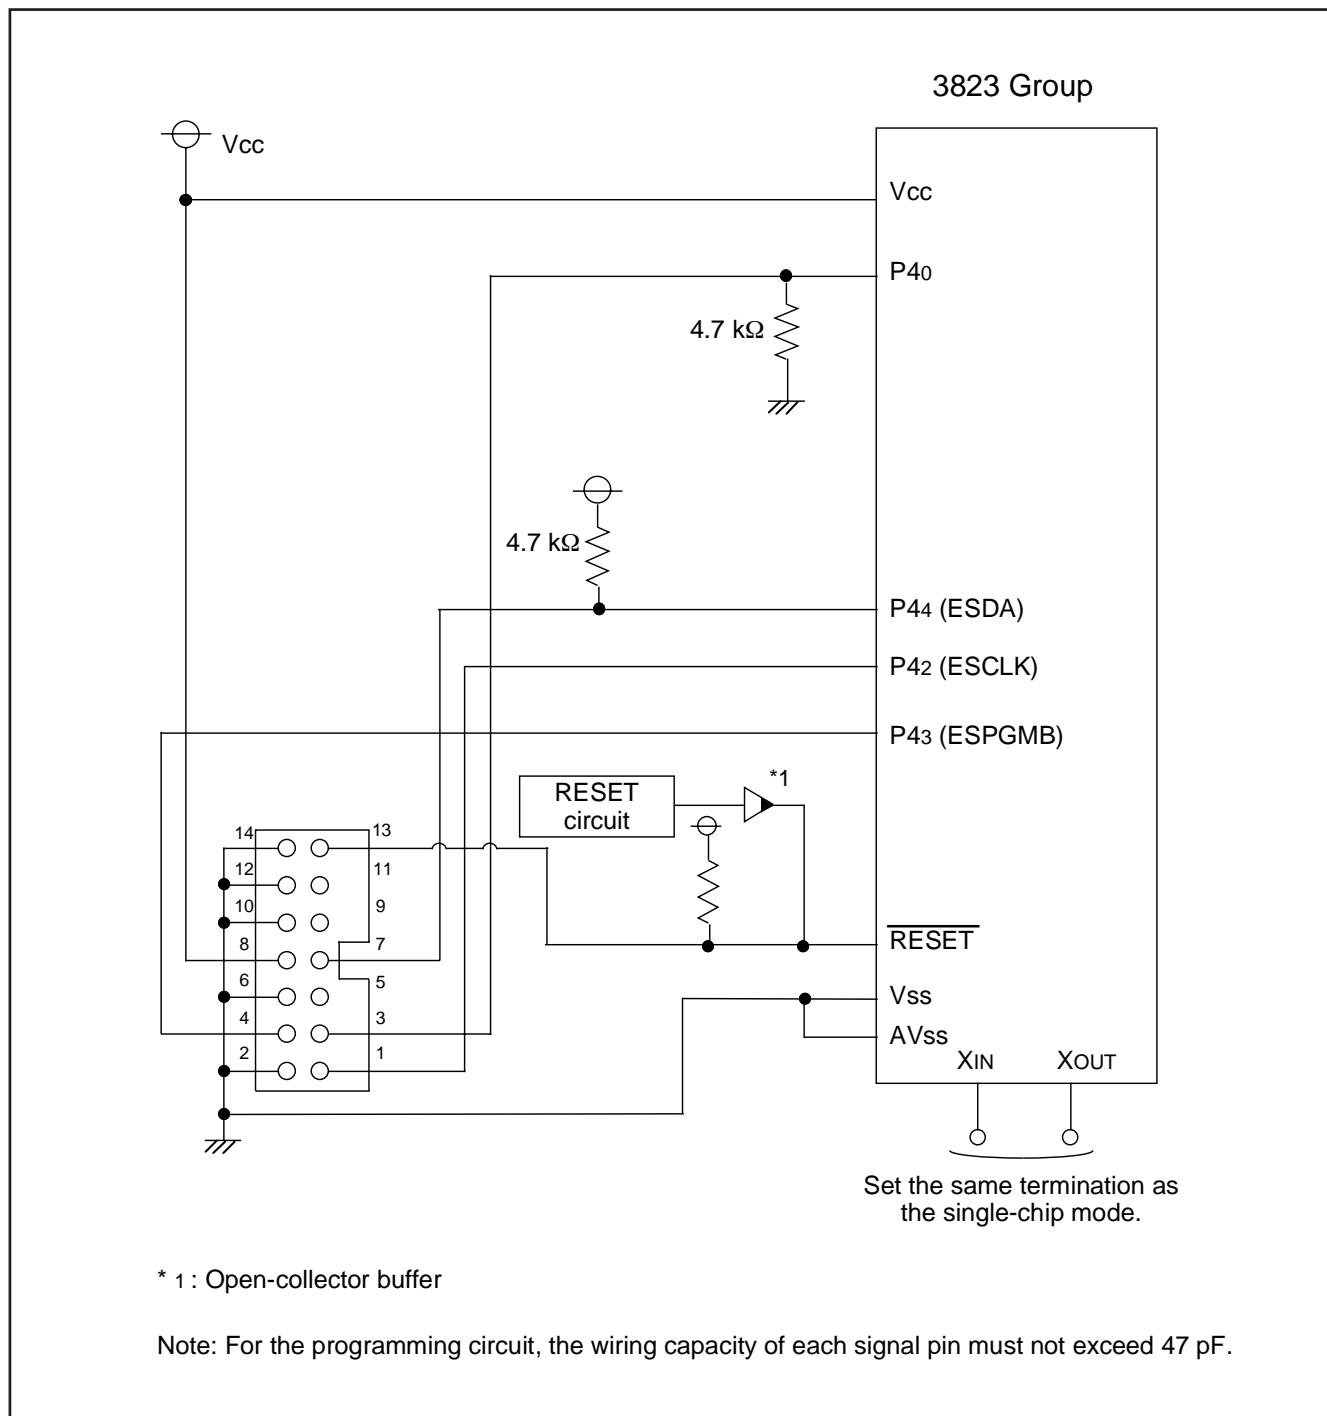 3823 Group
Vcc
Vcc
P40
4.7 kΩ
4.7 kΩ
P44 (ESDA)
P42 (ESCLK)
P43 (ESPGMB)
*1
RESET
circuit
14 13
12 11
10 9
8 7
6 5
4 3
2 1
RESET
Vss
AVss
XIN XOUT
Set the same termination as
the single-chip mode.
* 1 : Open-collector buffer
Note: For the programming circuit, the wiring capacity of each signal pin must not exceed 47 pF.